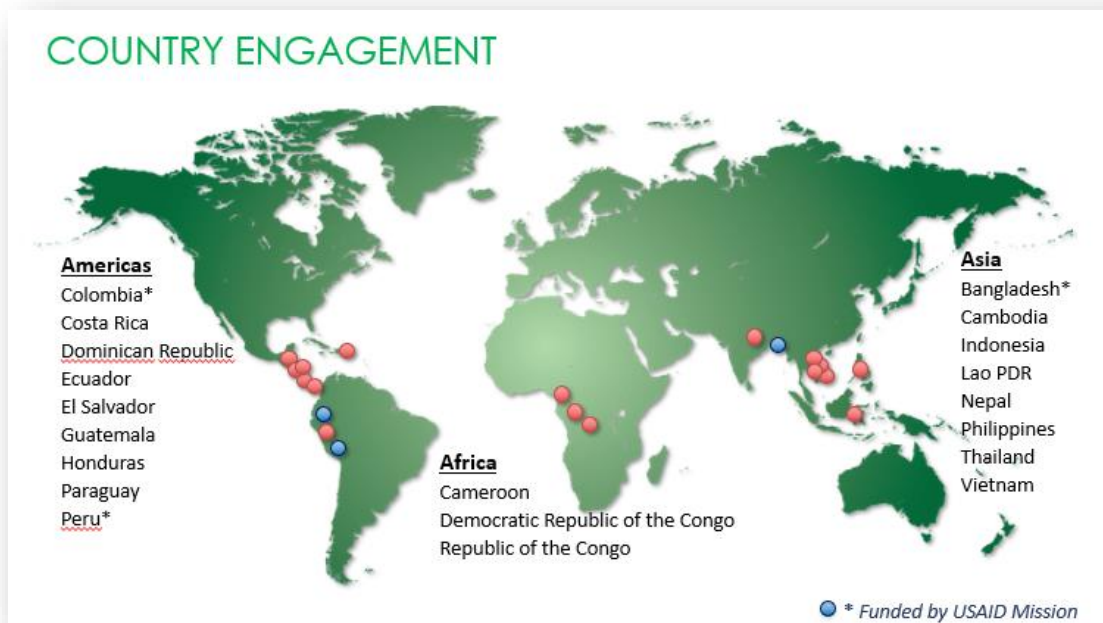 COUNTRY ENGAGEMENT
Americas
Colombia*
Costa Rica
Dominican Republic
Ecuador
El Salvador
Guatemala
Honduras
Paraguay
Peru*
Africa
Cameroon
Democratic Republic of the Congo
Republic of the Congo
Asia
Bangladesh*
Cambodia
Indonesia
Lao PDR
Nepal
Philippines
Thailand
Vietnam
* Funded by USAID Mission